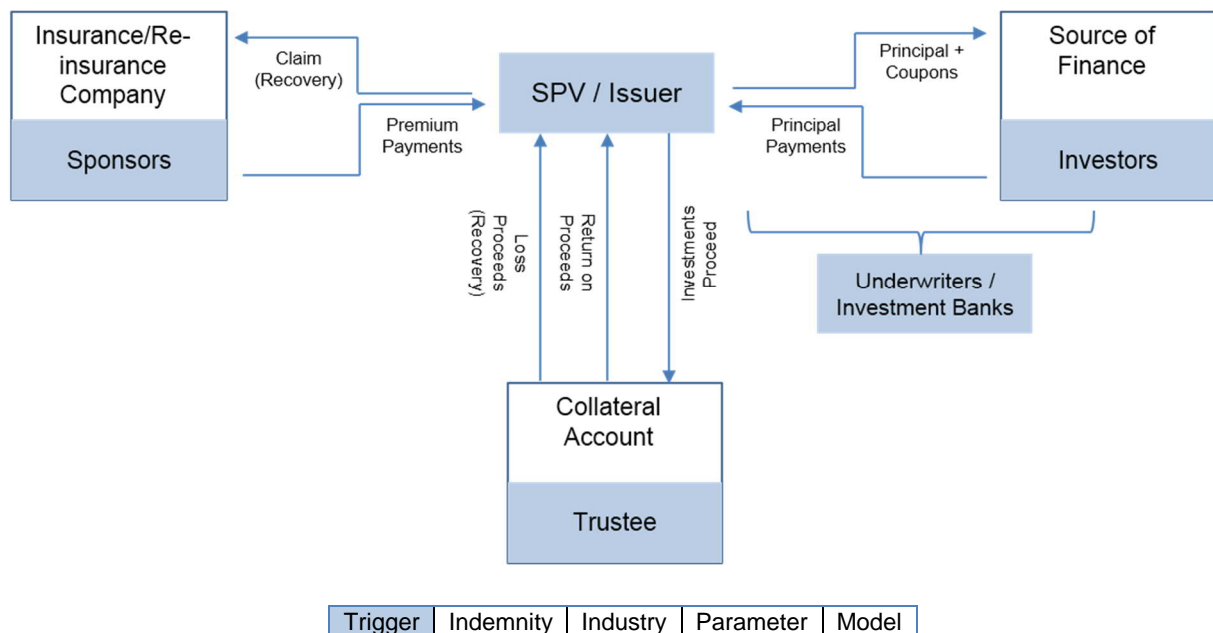 Insurance/Re-
insurance
Company
Sponsors
Claim
(Recovery)
Premium
Payments
SPV / Issuer
Principal +
Coupons
Principal
Payments
Source of
Finance
Investors
Loss
Proceeds
(Recovery)
Return on
Proceeds
Investments
Proceed
Underwriters /
Investment Banks
Collateral
Account
Trustee
Trigger Indemnity Industry Parameter Model